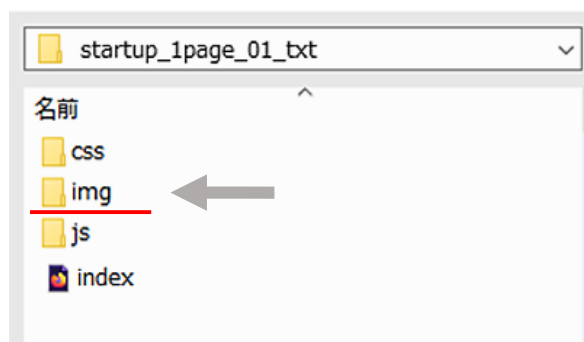 startup_1page_01_txt
名前
css
img
js
index